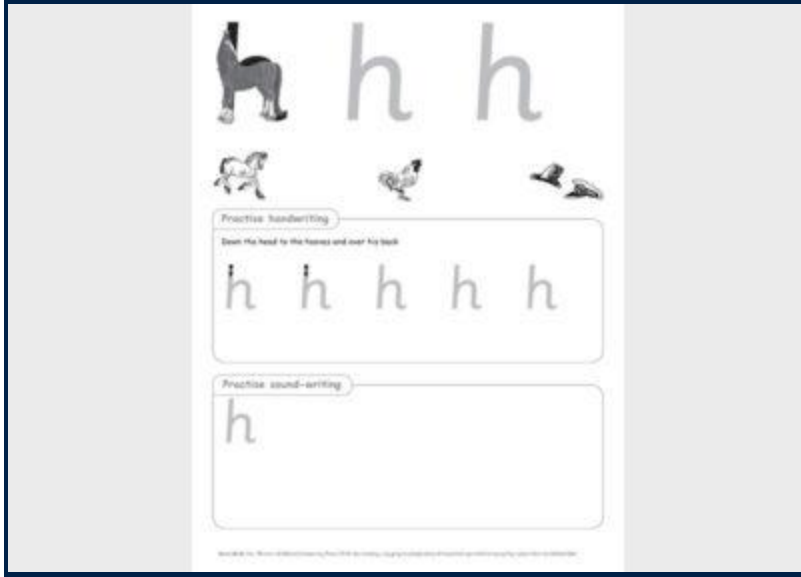 h h
Practise handwriting
Down the head to the hooves and over his back
h h h h h
Practise sound-writing
h